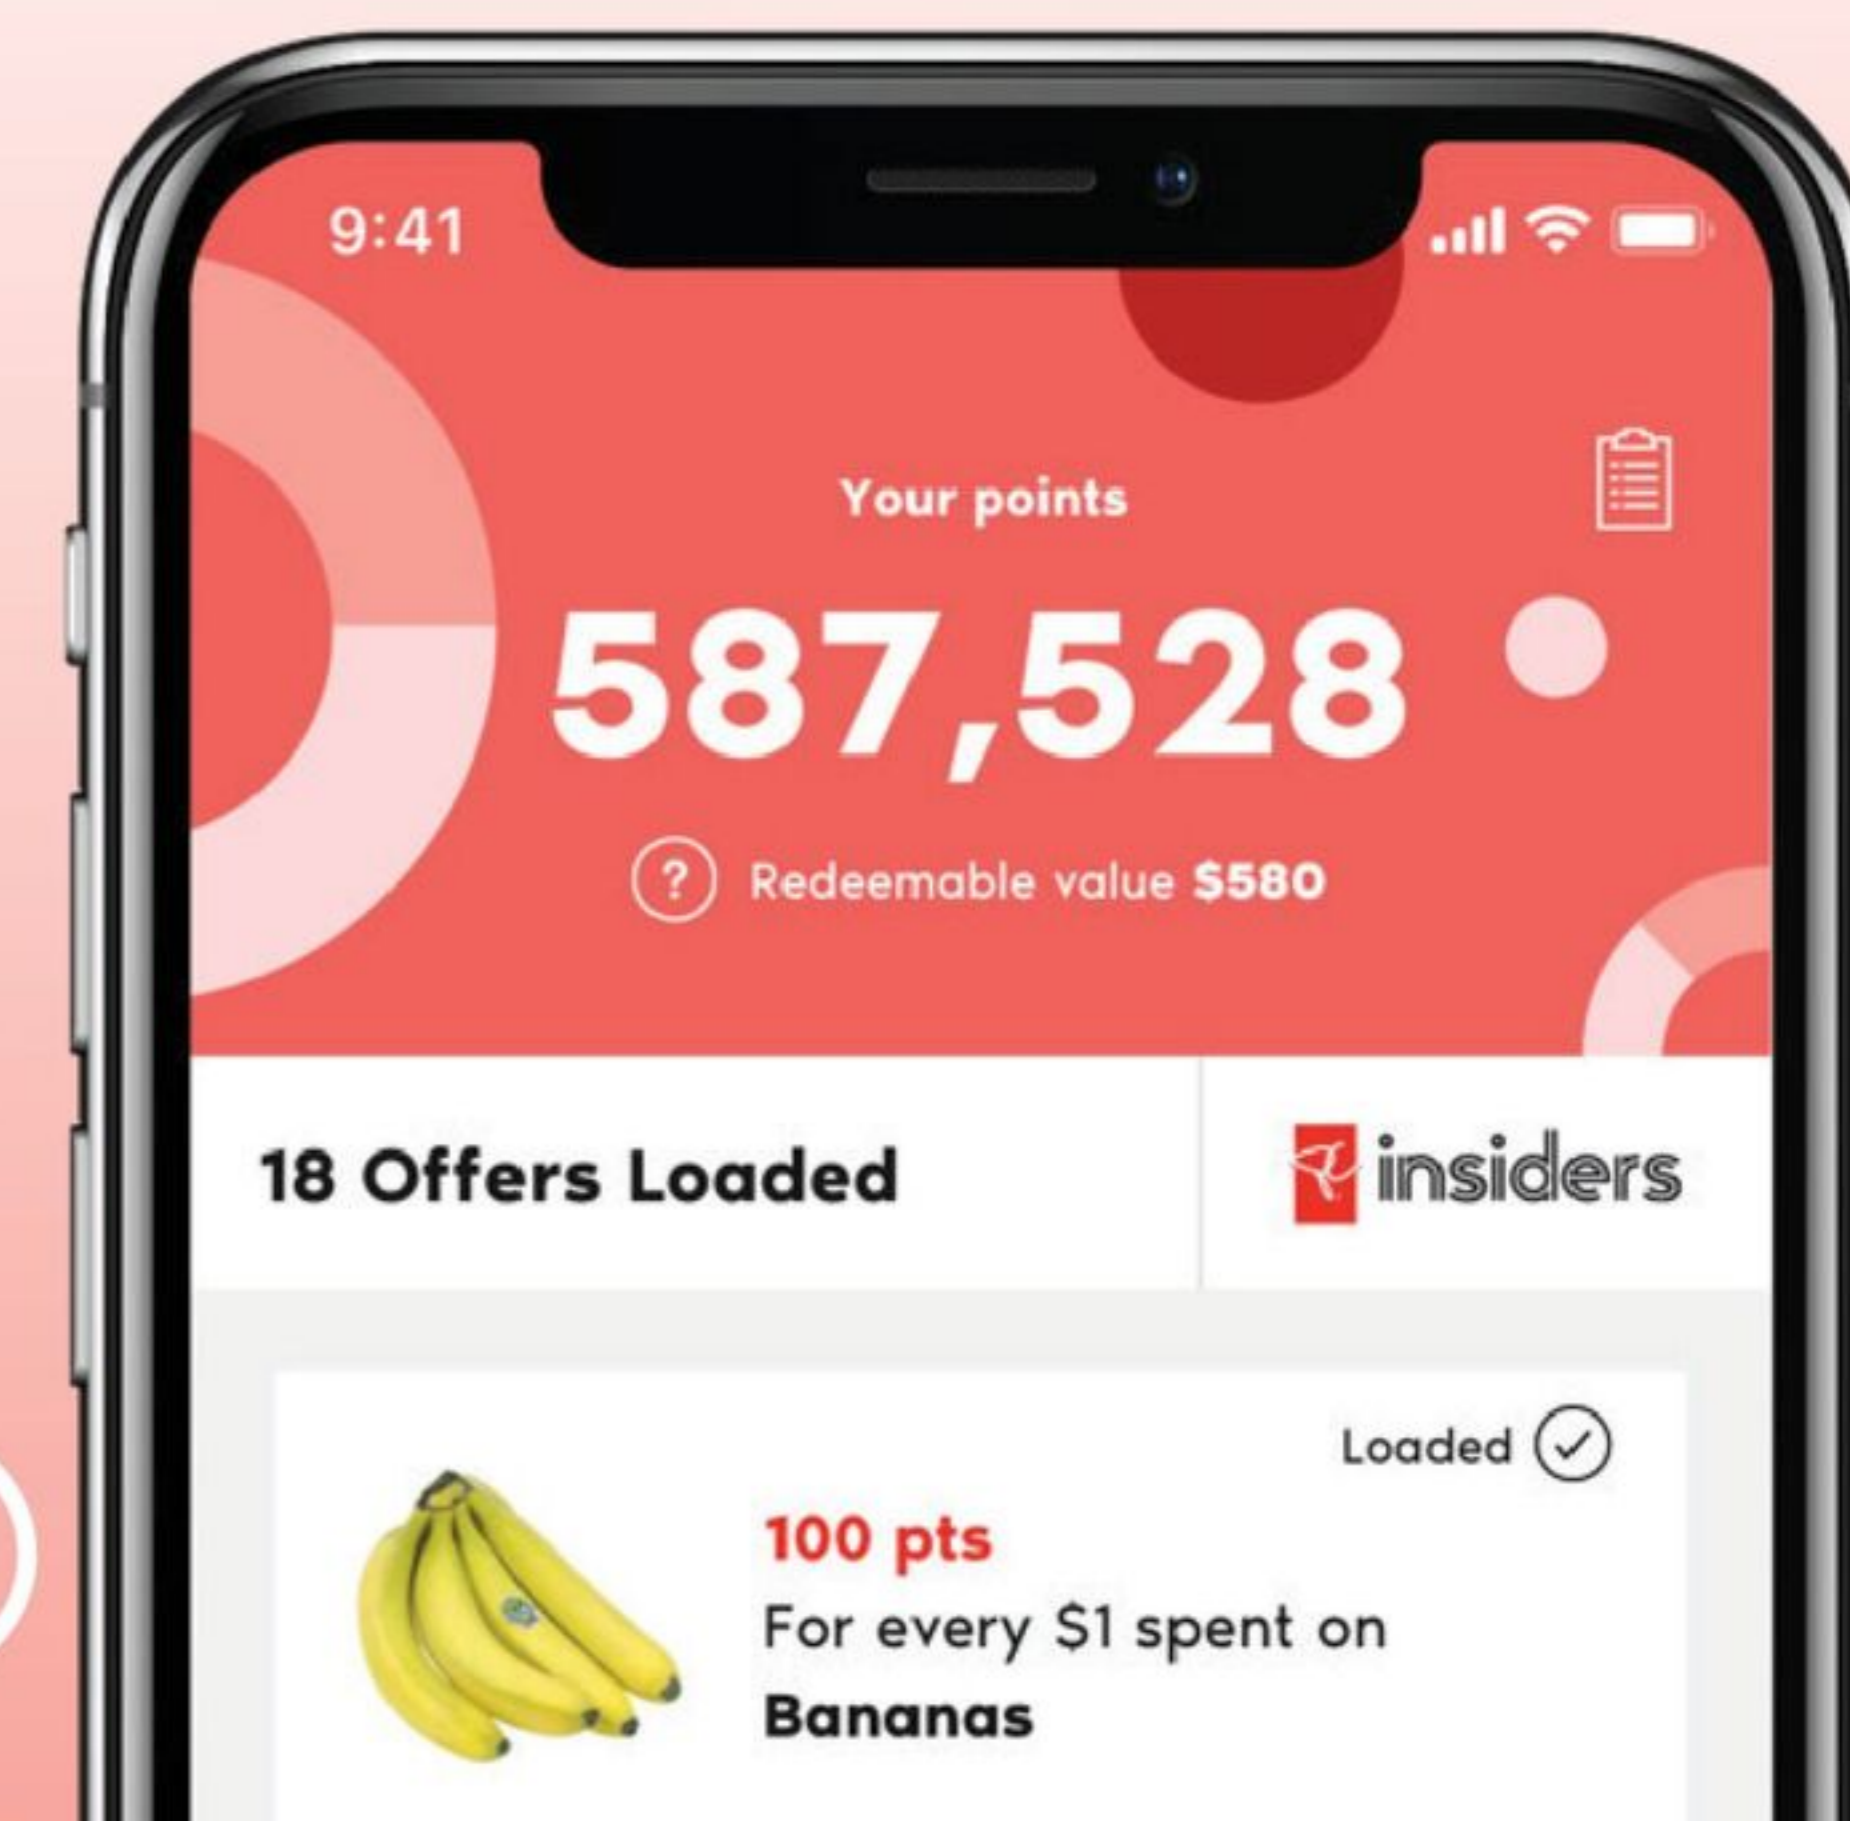 9:41
Your points
587,528
? Redeemable value $580
18 Offers Loaded
insiders
Loaded
100 pts
For every $1 spent on
Bananas